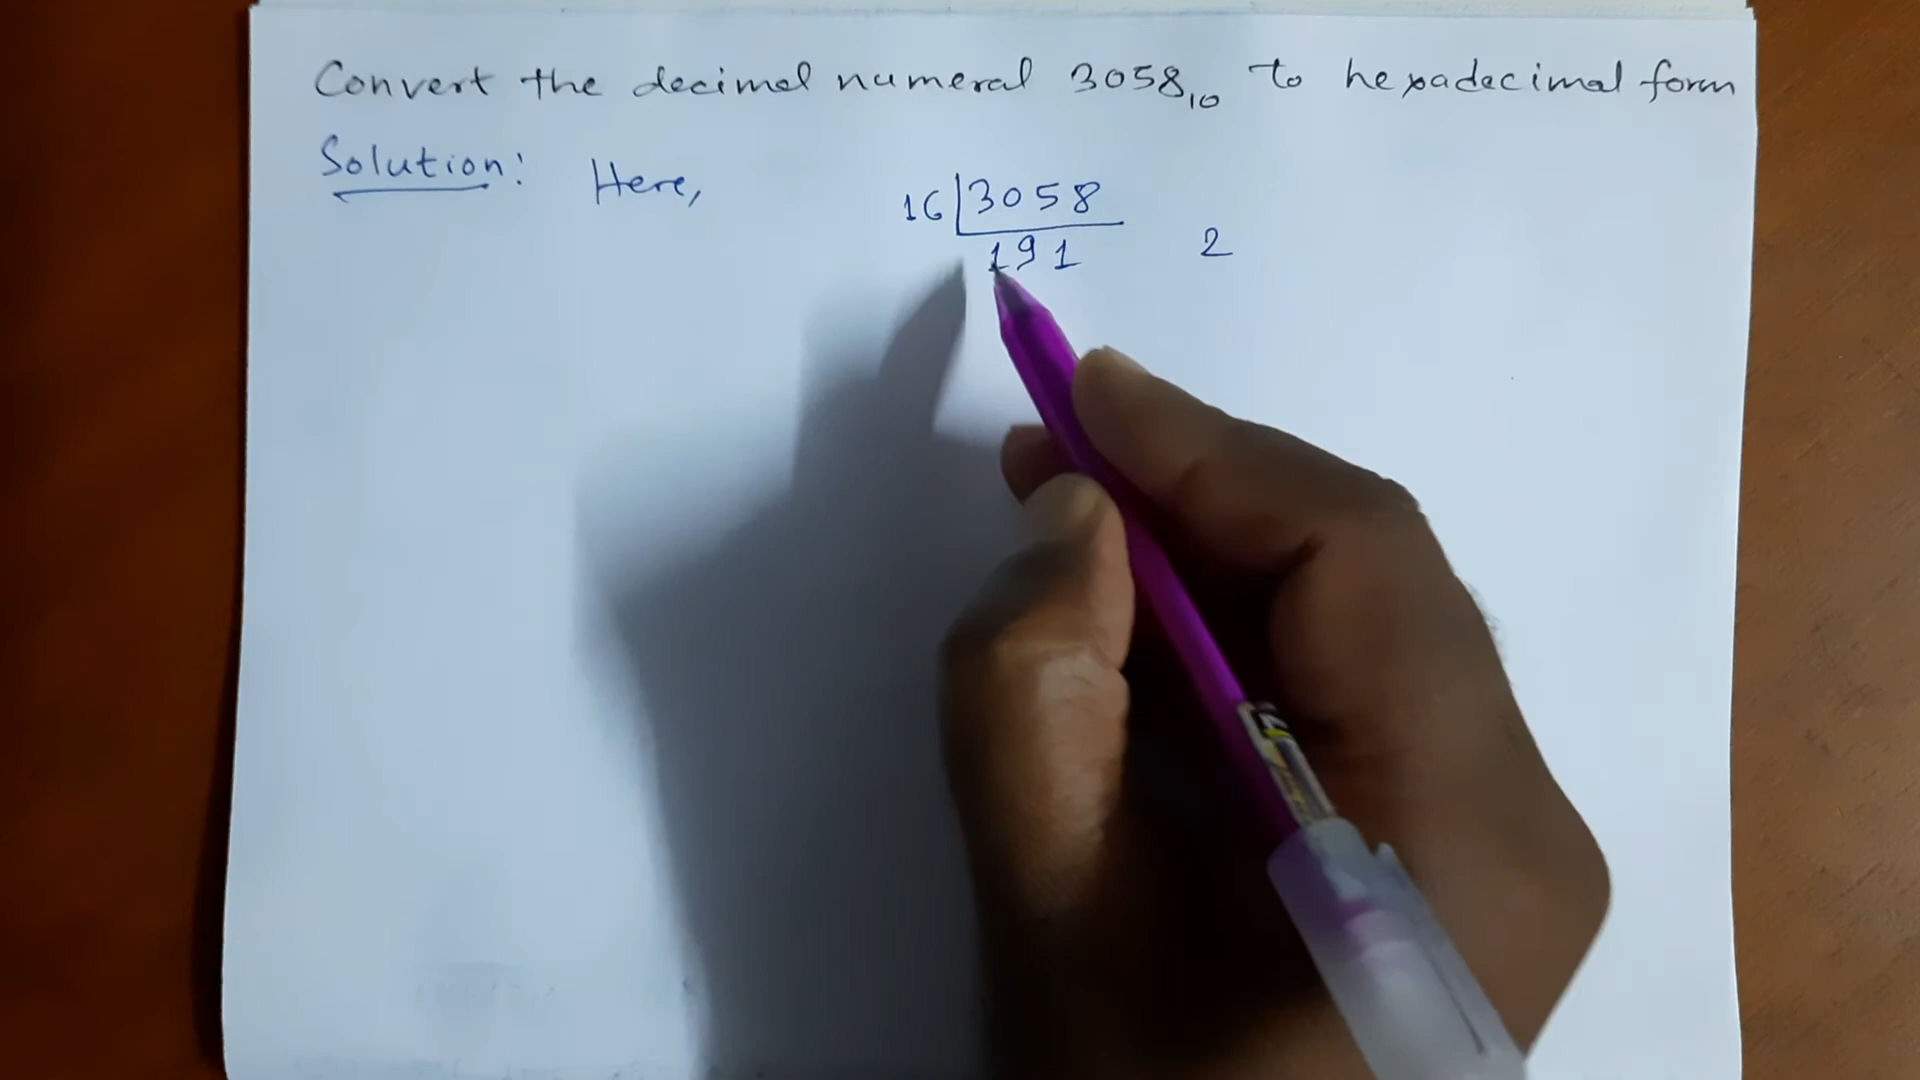 Convert the decimal numeral 3058₁₀ to hexadecimal form
Solution: Here,
16 3058
191 2